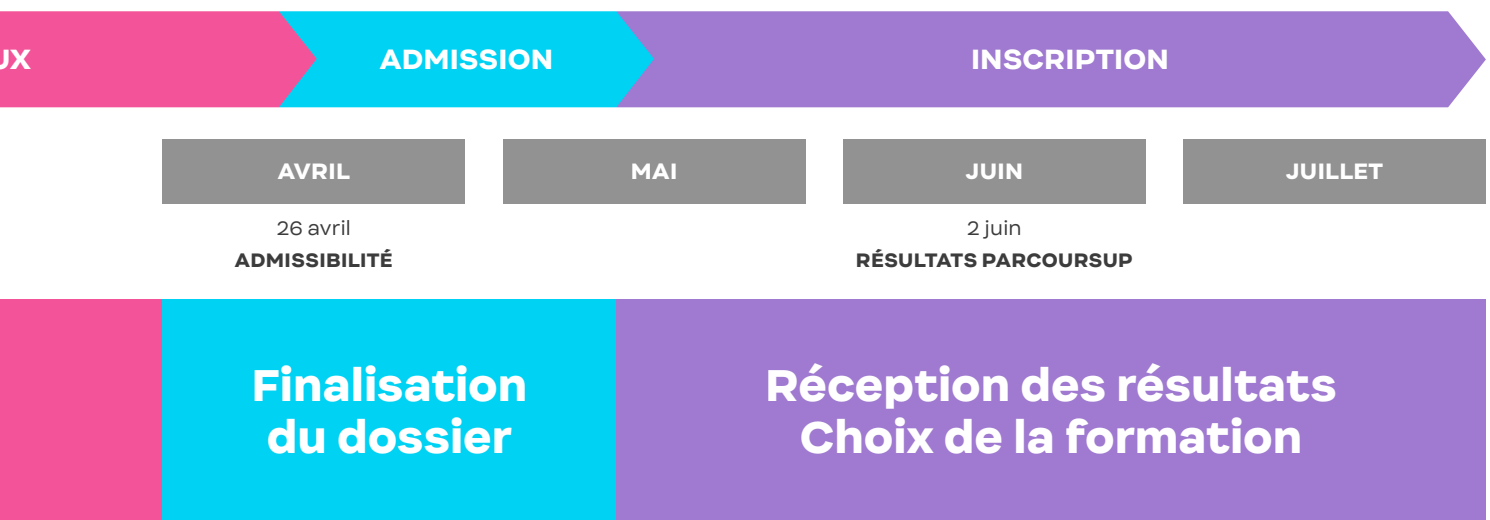 UX
ADMISSION
INSCRIPTION
AVRIL
MAI
JUIN
JUILLET
26 avril
ADMISSIBILITÉ
2 juin
RÉSULTATS PARCOURSUP
Finalisation
du dossier
Réception des résultats
Choix de la formation